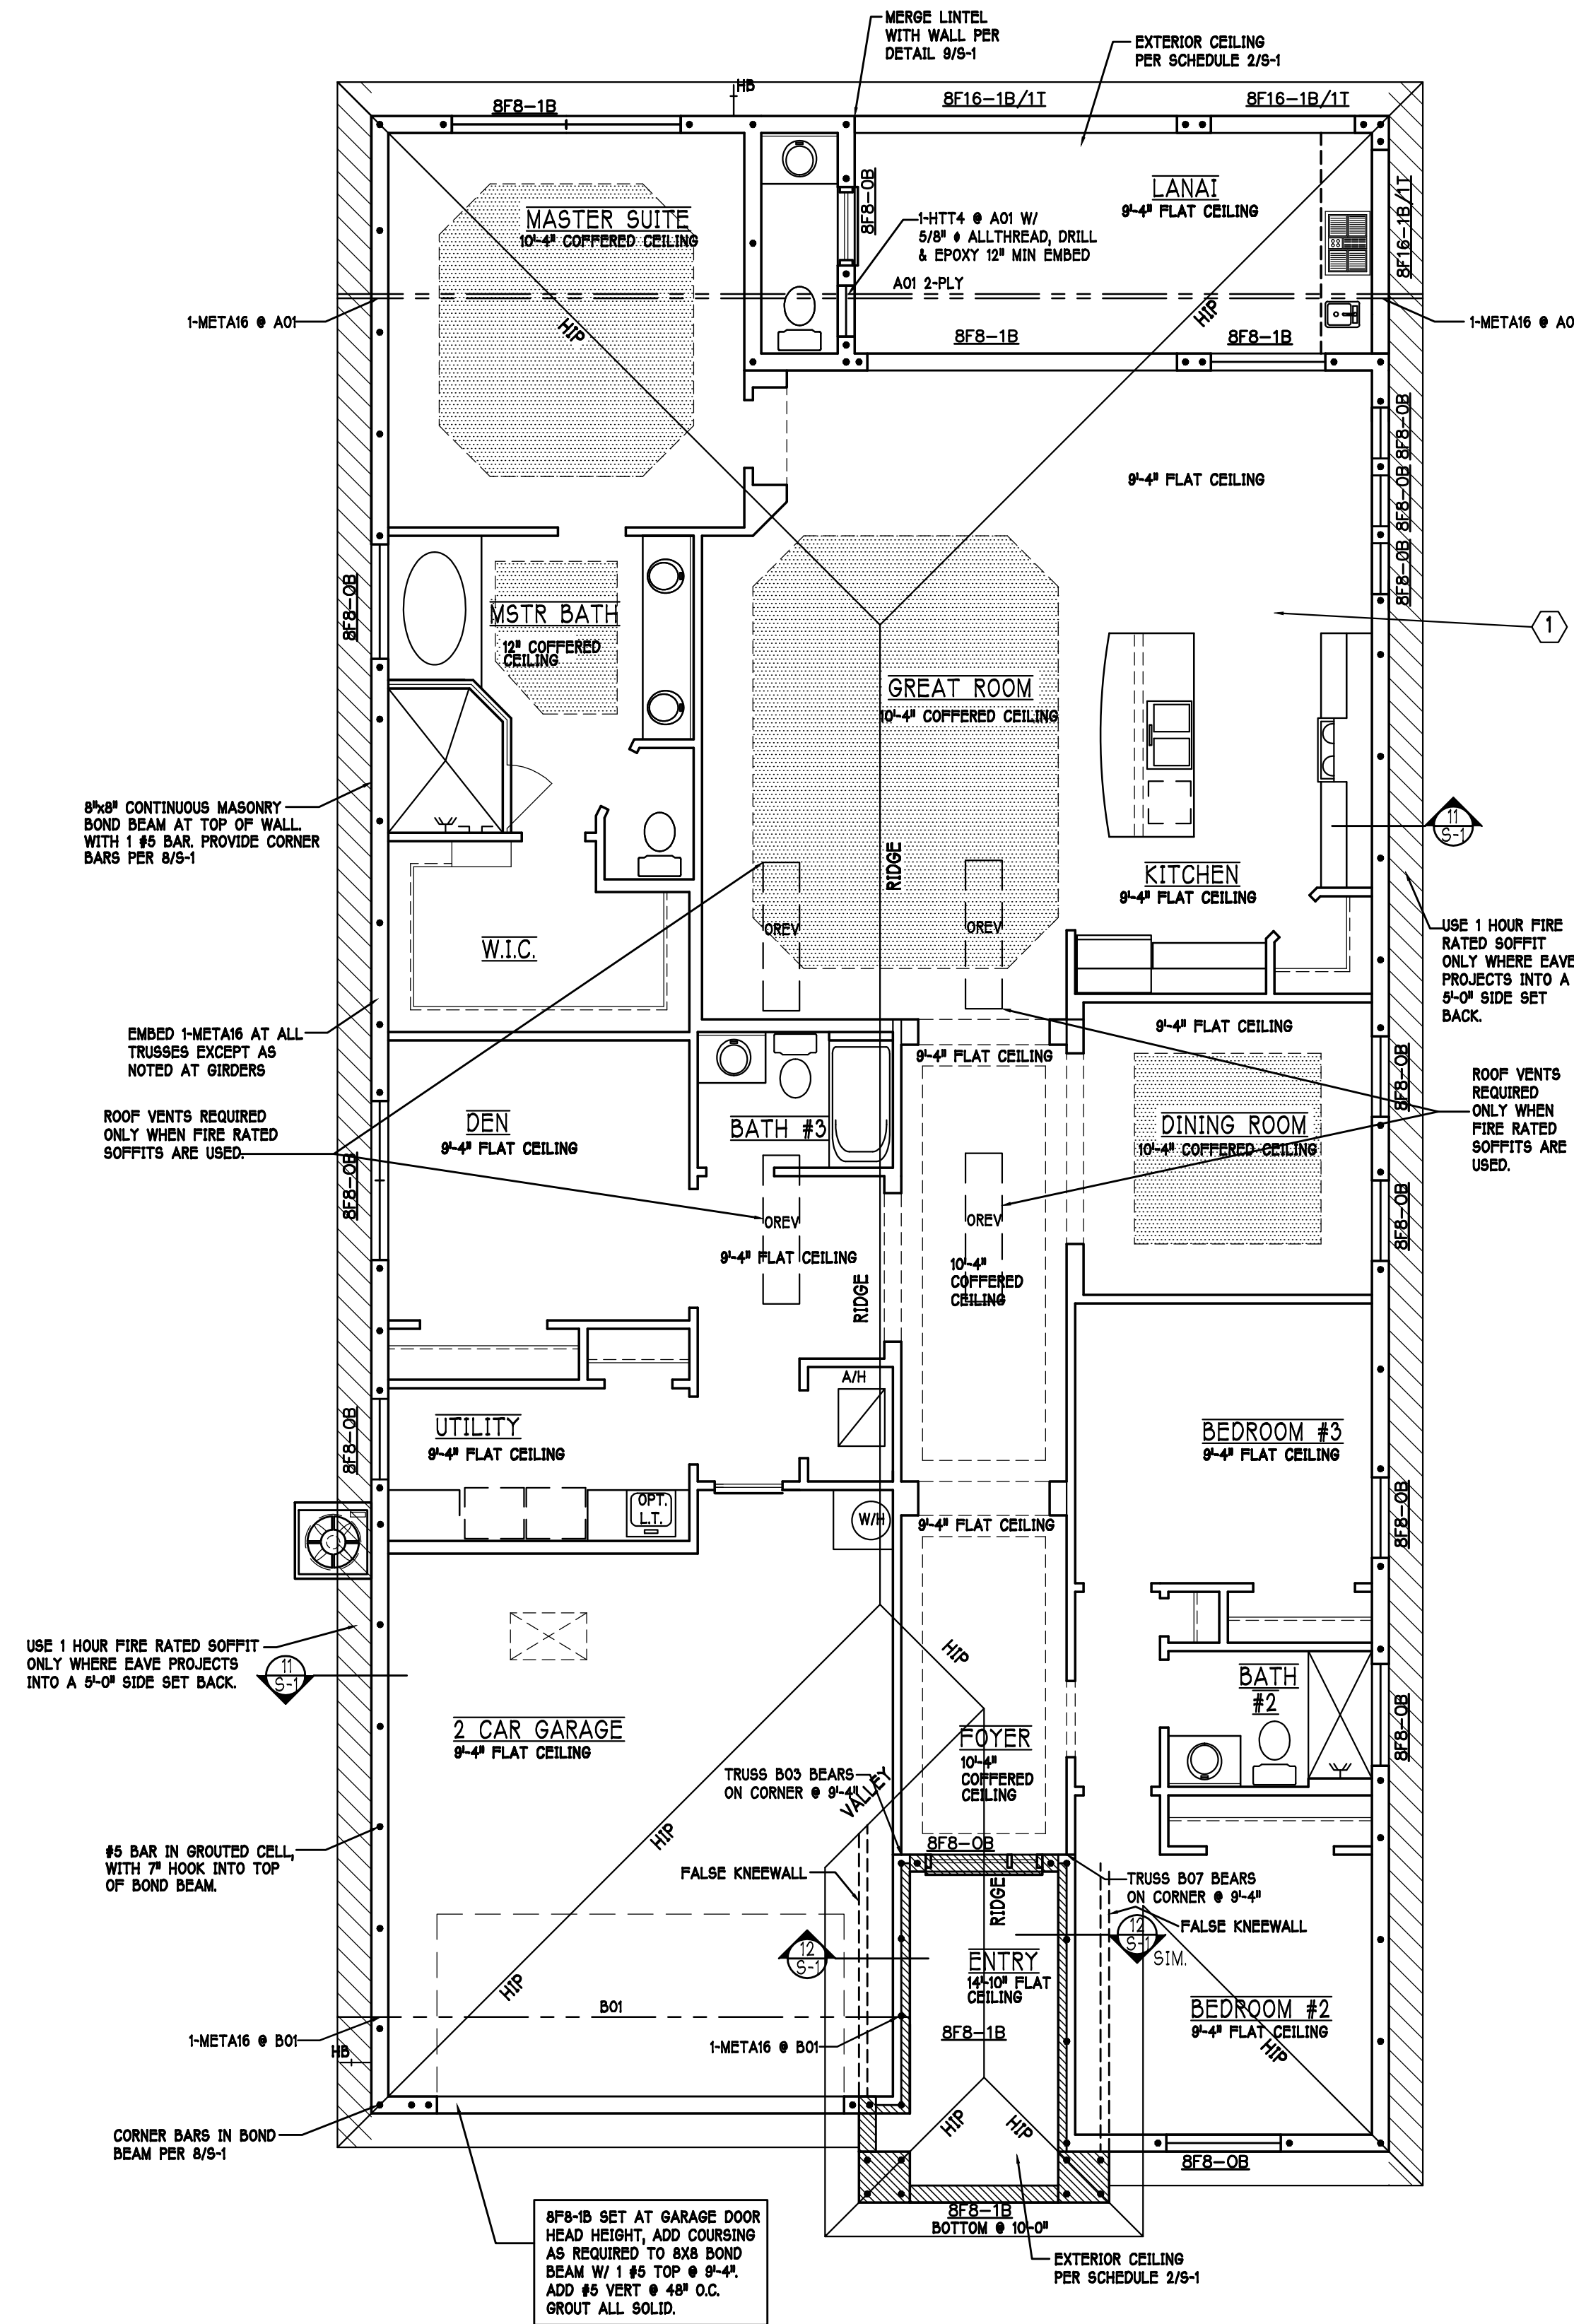 MERGE LINTEL
WITH WALL PER
DETAIL 9/S-1
EXTERIOR CEILING
PER SCHEDULE 2/S-1
HB
8F8-1B
8F16-1B/1T
8F16-1B/1T
LANAI
9'-4" FLAT CEILING
8F8-0B
8F16-1B/1T
MASTER SUITE
10'-4" COFFERED CEILING
1-HTT4 @ A01 W/
5/8" ϕ ALLTHREAD, DRILL
& EPOXY 12" MIN EMBED
A01 2-PLY
1-META16 @ A01
1-META16 @ A0
HIP
HIP
8F8-1B
8F8-1B
8F8-0B
8F8-0B
8F8-0B
9'-4" FLAT CEILING
8F8-0B
MSTR BATH
12" COFFERED
CEILING
1
GREAT ROOM
10'-4" COFFERED CEILING
8"x8" CONTINUOUS MASONRY
BOND BEAM AT TOP OF WALL.
WITH 1 #5 BAR. PROVIDE CORNER
BARS PER 8/S-1
11
S-1
RIDGE
KITCHEN
9'-4" FLAT CEILING
W.I.C.
OREV
OREV
USE 1 HOUR FIRE
RATED SOFFIT
ONLY WHERE EAVE
PROJECTS INTO A
5'-0" SIDE SET
BACK.
EMBED 1-META16 AT ALL
TRUSSES EXCEPT AS
NOTED AT GIRDERS
9'-4" FLAT CEILING
9'-4" FLAT CEILING
8F8-0B
ROOF VENTS
REQUIRED
ONLY WHEN
FIRE RATED
SOFFITS ARE
USED.
ROOF VENTS REQUIRED
ONLY WHEN FIRE RATED
SOFFITS ARE USED.
DEN
9'-4" FLAT CEILING
BATH #3
DINING ROOM
10'-4" COFFERED CEILING
8F8-0B
8F8-0B
OREV
OREV
9'-4" FLAT CEILING
10'-4"
COFFERED
CEILING
RIDGE
A/H
UTILITY
9'-4" FLAT CEILING
8F8-0B
BEDROOM #3
9'-4" FLAT CEILING
8F8-0B
OPT.
L.T.
W/H
9'-4" FLAT CEILING
USE 1 HOUR FIRE RATED SOFFIT
ONLY WHERE EAVE PROJECTS
INTO A 5'-0" SIDE SET BACK.
11
S-1
HIP
BATH
#2
8F8-0B
2 CAR GARAGE
9'-4" FLAT CEILING
FOYER
10'-4"
COFFERED
CEILING
TRUSS B03 BEARS
ON CORNER @ 9'-4"
VALLEY
HIP
8F8-0B
#5 BAR IN GROUTED CELL,
WITH 7" HOOK INTO TOP
OF BOND BEAM.
FALSE KNEEWALL
RIDGE
TRUSS B07 BEARS
ON CORNER @ 9'-4"
FALSE KNEEWALL
12
S-1
12
S-1
SIM.
ENTRY
14'-10" FLAT
CEILING
HIP
B01
8F8-1B
BEDROOM #2
9'-4" FLAT CEILING
1-META16 @ B01
1-META16 @ B01
HB
HIP
HIP
HIP
CORNER BARS IN BOND
BEAM PER 8/S-1
8F8-0B
8F8-1B
BOTTOM @ 10'-0"
8F8-1B SET AT GARAGE DOOR
HEAD HEIGHT, ADD COURSING
AS REQUIRED TO 8X8 BOND
BEAM W/ 1 #5 TOP @ 9'-4".
ADD #5 VERT @ 48" O.C.
GROUT ALL SOLID.
EXTERIOR CEILING
PER SCHEDULE 2/S-1